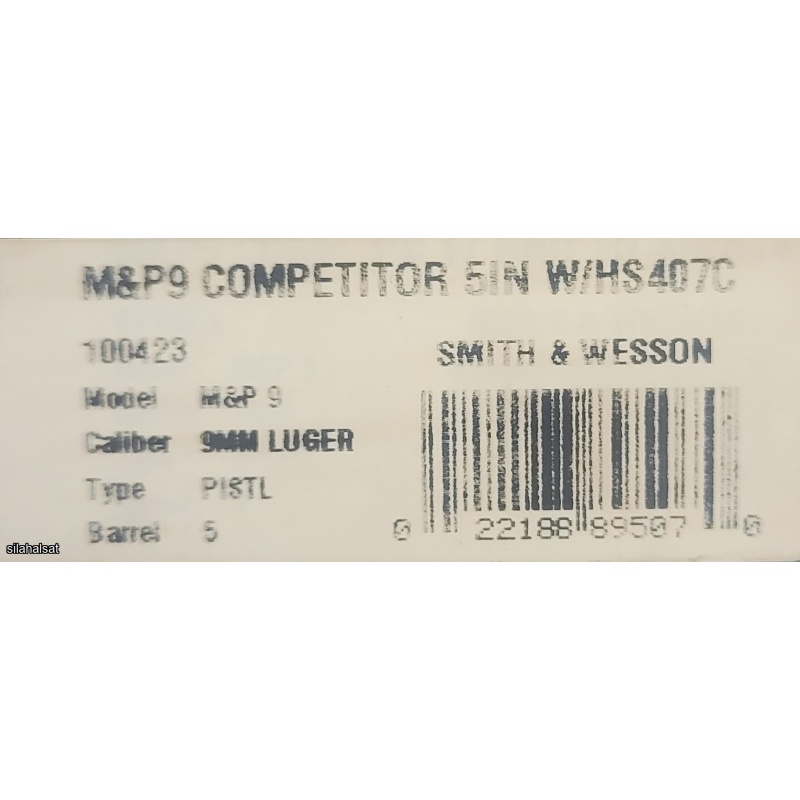 M&P9 COMPETITOR 5IN W/HS407C
100423
SMITH & WESSON
Model M&P 9
Caliber 9MM LUGER
Type PISTL
Barrel 5
0 22188 89507 0
silahalsat